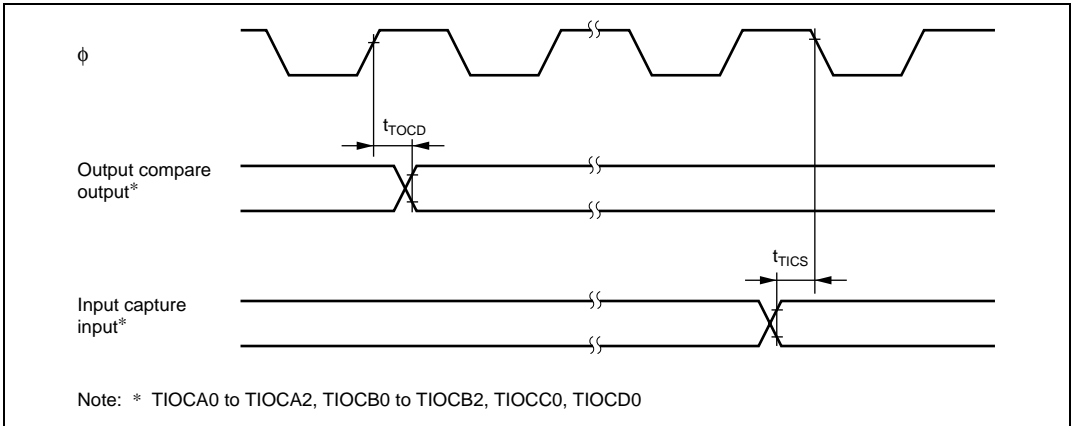 ϕ
tTOCD
Output compare
output*
tTICS
Input capture
input*
Note: * TIOCA0 to TIOCA2, TIOCB0 to TIOCB2, TIOCC0, TIOCD0